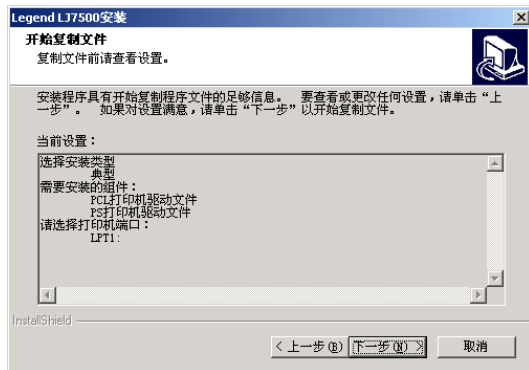 Legend LJ7500安装
开始复制文件
复制文件前请查看设置。
安装程序具有开始复制程序文件的足够信息。 要查看或更改任何设置，请单击“上
一步”。 如果对设置满意，请单击“下一步”以开始复制文件。
当前设置：
选择安装类型
典型
需要安装的组件：
PCL打印机驱动文件
PS打印机驱动文件
请选择打印机端口：
LPT1:
InstallShield
< 上一步(B) 下一步(N) > 取消